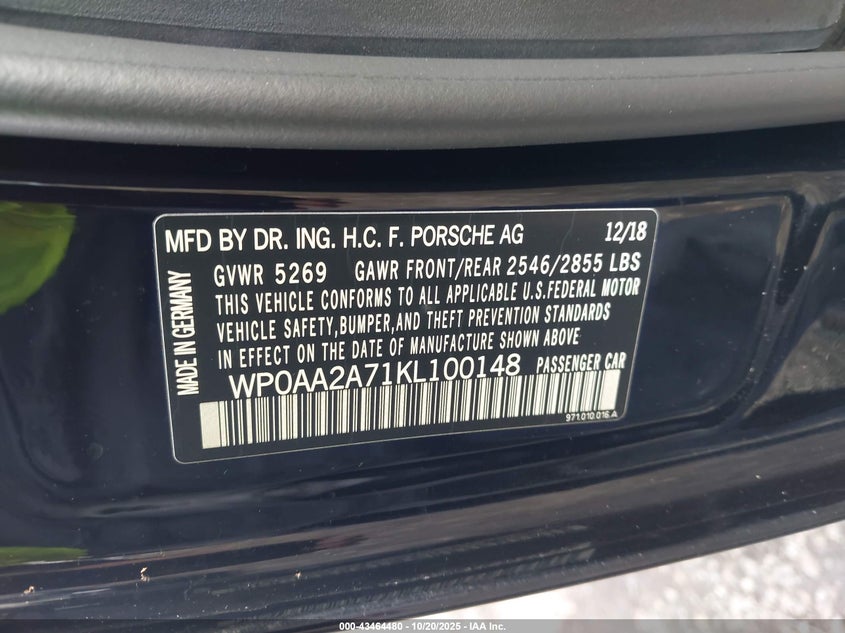 MFD BY DR. ING. H.C. F. PORSCHE AG 12/18
MADE IN GERMANY
GVWR 5269 GAWR FRONT/REAR 2546/2855 LBS
THIS VEHICLE CONFORMS TO ALL APPLICABLE U.S.FEDERAL MOTOR
VEHICLE SAFETY,BUMPER,AND THEFT PREVENTION STANDARDS
IN EFFECT ON THE DATE OF MANUFACTURE SHOWN ABOVE
WP0AA2A71KL100148 PASSENGER CAR
971.010.016.A
000-43464480 - 10/20/2025 - IAA Inc.